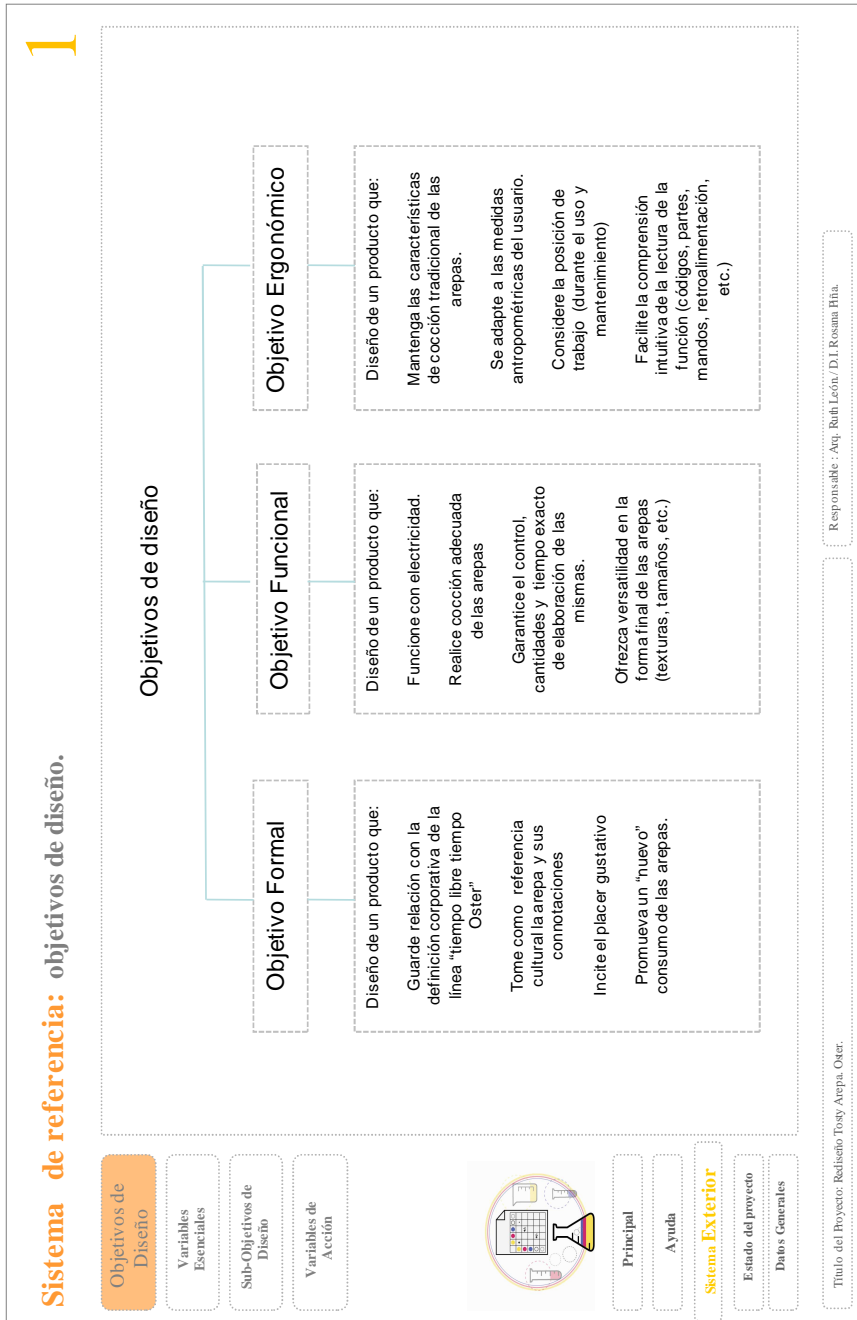 Sistema de referencia: objetivos de diseño.
1
Objetivos de
Diseño
Variables
Esenciales
Sub-Objetivos de
Diseño
Variables de
Acción
Principal
Ayuda
Sistema Exterior
Estado del proyecto
Datos Generales
Objetivos de diseño
Objetivo Formal
Diseño de un producto que:
Guarde relación con la
definición corporativa de la
línea “tiempo libre tiempo
Oster”
Tome como referencia
cultural la arepa y sus
connotaciones
Incite el placer gustativo
Promueva un “nuevo”
consumo de las arepas.
Objetivo Funcional
Diseño de un producto que:
Funcione con electricidad.
Realice cocción adecuada
de las arepas
Garantice el control,
cantidades y tiempo exacto
de elaboración de las
mismas.
Ofrezca versatilidad en la
forma final de las arepas
(texturas, tamaños, etc.)
Objetivo Ergonómico
Diseño de un producto que:
Mantenga las características
de cocción tradicional de las
arepas.
Se adapte a las medidas
antropométricas del usuario.
Considere la posición de
trabajo (durante el uso y
mantenimiento)
Facilite la comprensión
intuitiva de la lectura de la
función (códigos, partes,
mandos, retroalimentación,
etc.)
Titulo del Proyecto: Rediseño Tosty Arepa. Oster.
Responsable : Arq. Ruth León./ D.I. Rosana